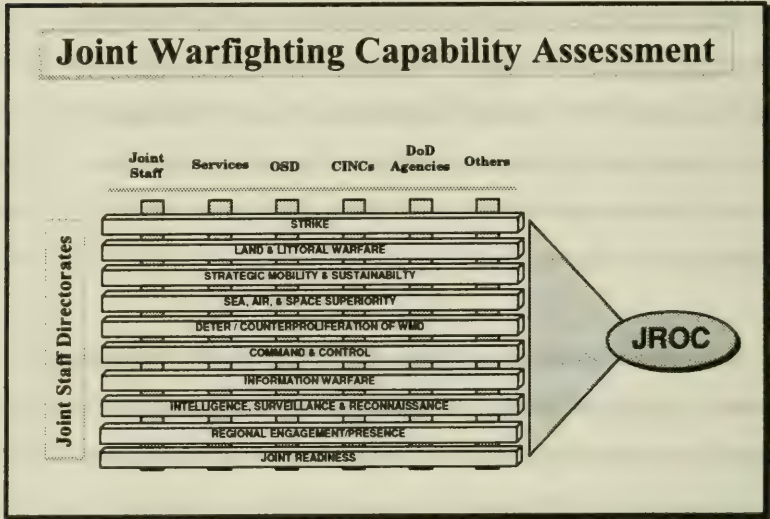 Joint Warfighting Capability Assessment
Joint
Staff
Services
OSD
CINCs
DoD
Agencies
Others
Joint Staff Directorates
STRIKE
LAND & LITTORAL WARFARE
STRATEGIC MOBILITY & SUSTAINABILTY
SEA, AIR, & SPACE SUPERIORITY
DETER / COUNTERPROLIFERATION OF WMD
COMMAND & CONTROL
INFORMATION WARFARE
INTELLIGENCE, SURVEILLANCE & RECONNAISSANCE
REGIONAL ENGAGEMENT/PRESENCE
JOINT READINESS
JROC